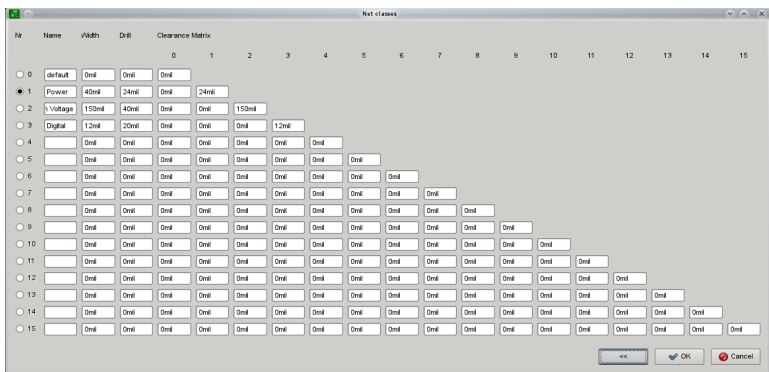 Net classes
Nr Name Width Drill Clearance Matrix
0 1 2 3 4 5 6 7 8 9 10 11 12 13 14 15
0 default 0mil 0mil 0mil
1 Power 40mil 24mil 0mil 24mil
2 Voltage 150mil 40mil 0mil 0mil 150mil
3 Digital 12mil 20mil 0mil 0mil 0mil 12mil
4 0mil 0mil 0mil 0mil 0mil 0mil 0mil
5 0mil 0mil 0mil 0mil 0mil 0mil 0mil 0mil
6 0mil 0mil 0mil 0mil 0mil 0mil 0mil 0mil 0mil
7 0mil 0mil 0mil 0mil 0mil 0mil 0mil 0mil 0mil 0mil
8 0mil 0mil 0mil 0mil 0mil 0mil 0mil 0mil 0mil 0mil 0mil
9 0mil 0mil 0mil 0mil 0mil 0mil 0mil 0mil 0mil 0mil 0mil 0mil
10 0mil 0mil 0mil 0mil 0mil 0mil 0mil 0mil 0mil 0mil 0mil 0mil 0mil
11 0mil 0mil 0mil 0mil 0mil 0mil 0mil 0mil 0mil 0mil 0mil 0mil 0mil 0mil
12 0mil 0mil 0mil 0mil 0mil 0mil 0mil 0mil 0mil 0mil 0mil 0mil 0mil 0mil 0mil
13 0mil 0mil 0mil 0mil 0mil 0mil 0mil 0mil 0mil 0mil 0mil 0mil 0mil 0mil 0mil 0mil
14 0mil 0mil 0mil 0mil 0mil 0mil 0mil 0mil 0mil 0mil 0mil 0mil 0mil 0mil 0mil 0mil 0mil
15 0mil 0mil 0mil 0mil 0mil 0mil 0mil 0mil 0mil 0mil 0mil 0mil 0mil 0mil 0mil 0mil 0mil 0mil
<< OK Cancel